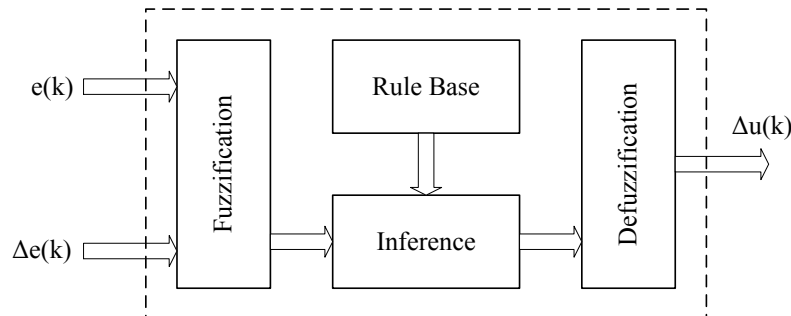 e(k)
Δe(k)
Fuzzification
Rule Base
Inference
Defuzzification
Δu(k)